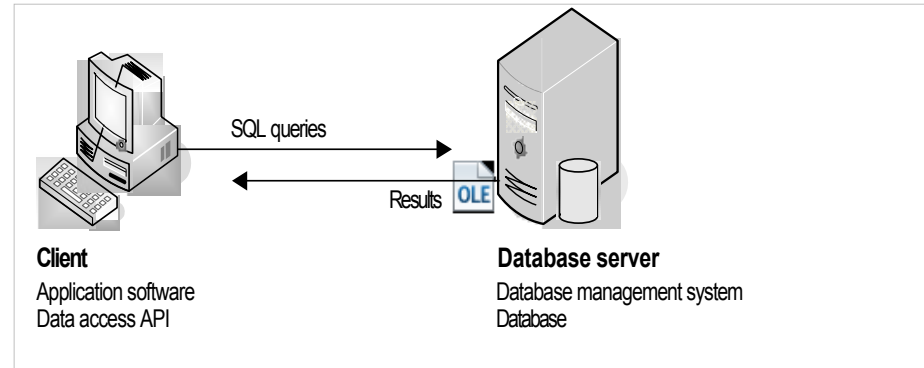 SQL queries
Results
OLE
Client
Application software
Data access API
Database server
Database management system
Database